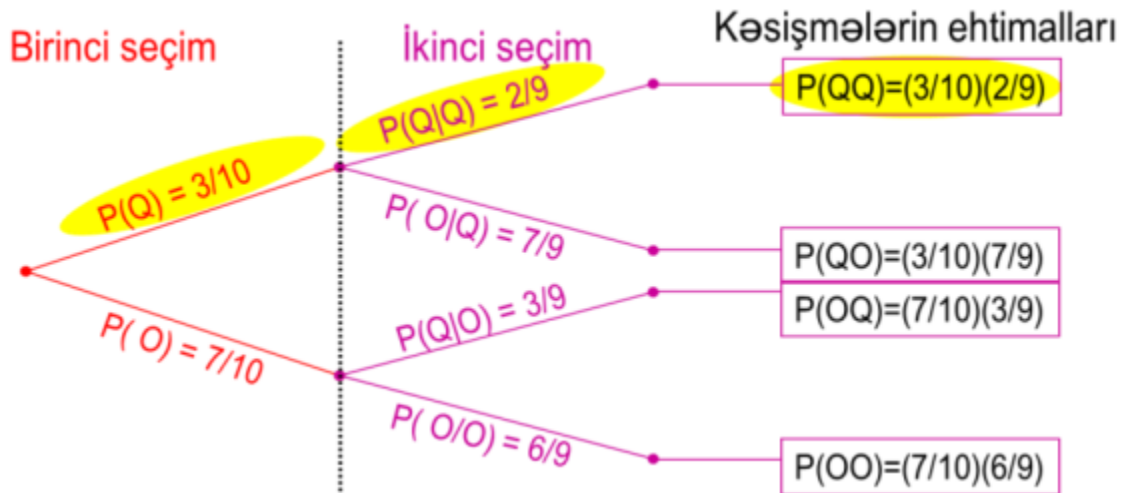 Birinci seçim
İkinci seçim
Kəsişmələrin ehtimalları
P(Q) = 3/10
P(Q|Q) = 2/9
P(QQ)=(3/10)(2/9)
P( O|Q) = 7/9
P(QO)=(3/10)(7/9)
P( O) = 7/10
P(Q|O) = 3/9
P(OQ)=(7/10)(3/9)
P( O/O) = 6/9
P(OO)=(7/10)(6/9)